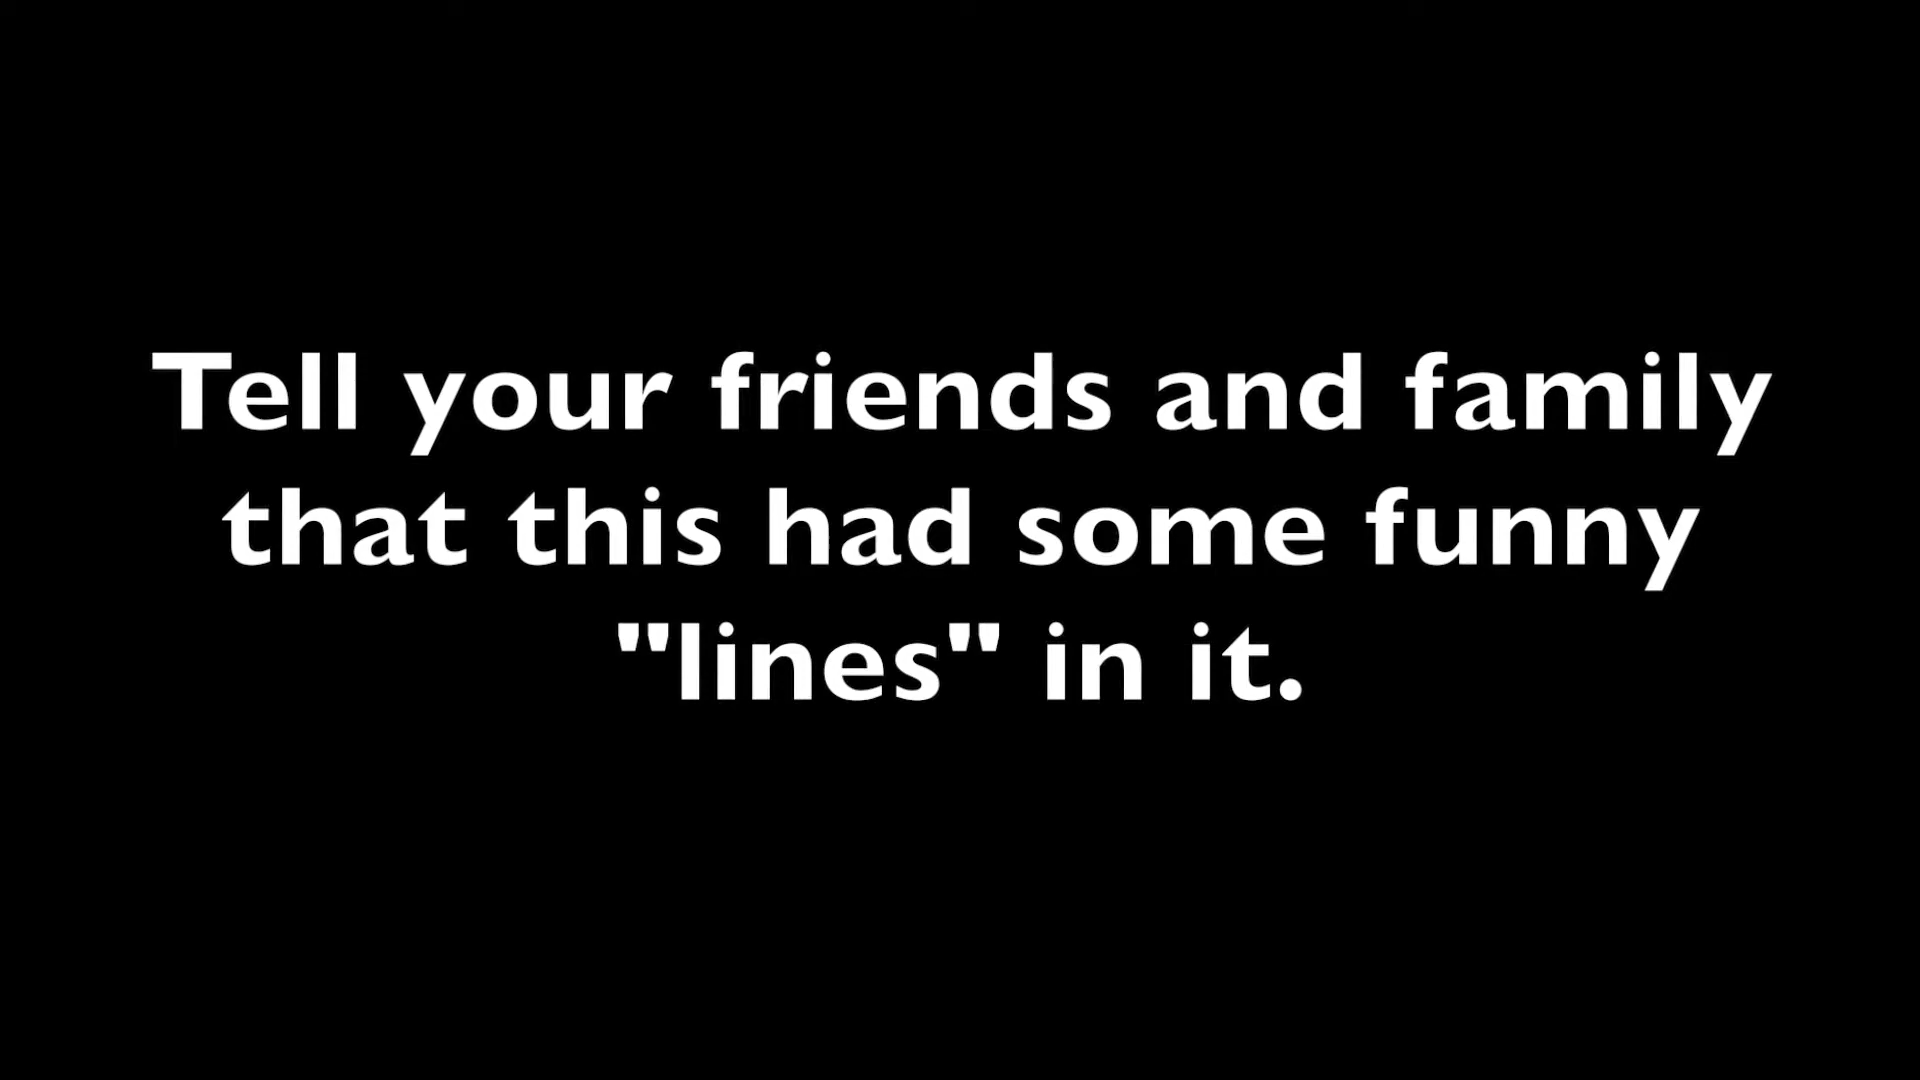 Tell your friends and family
that this had some funny
"lines" in it.